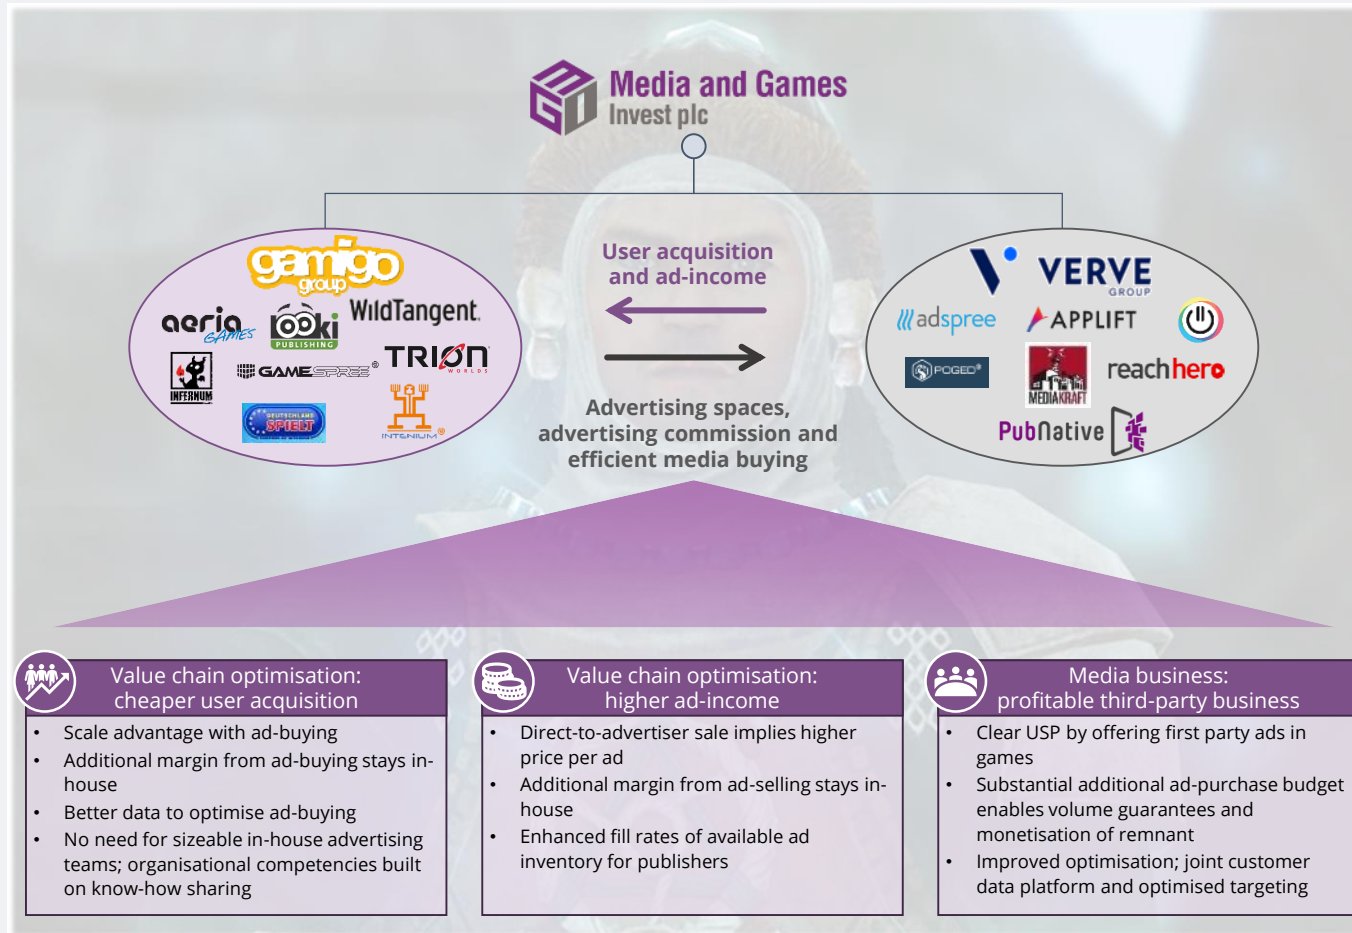 MGI
Media and Games
Invest plc
gamigo
group
aeria
GAMES
looki
PUBLISHING
WildTangent
INFERNUM
GAMESPREE®
TRION
WORLDS
DEUTSCHLAND
SPIELT
INTENIUM®
User acquisition
and ad-income
Advertising spaces,
advertising commission and
efficient media buying
VERVE
GROUP
adspree
APPLIFT
POGED®
MEDIAKRAFT
reachhero
PubNative
Value chain optimisation:
cheaper user acquisition
• Scale advantage with ad-buying
• Additional margin from ad-buying stays in-
house
• Better data to optimise ad-buying
• No need for sizeable in-house advertising
teams; organisational competencies built
on know-how sharing
Value chain optimisation:
higher ad-income
• Direct-to-advertiser sale implies higher
price per ad
• Additional margin from ad-selling stays in-
house
• Enhanced fill rates of available ad
inventory for publishers
Media business:
profitable third-party business
• Clear USP by offering first party ads in
games
• Substantial additional ad-purchase budget
enables volume guarantees and
monetisation of remnant
• Improved optimisation; joint customer
data platform and optimised targeting